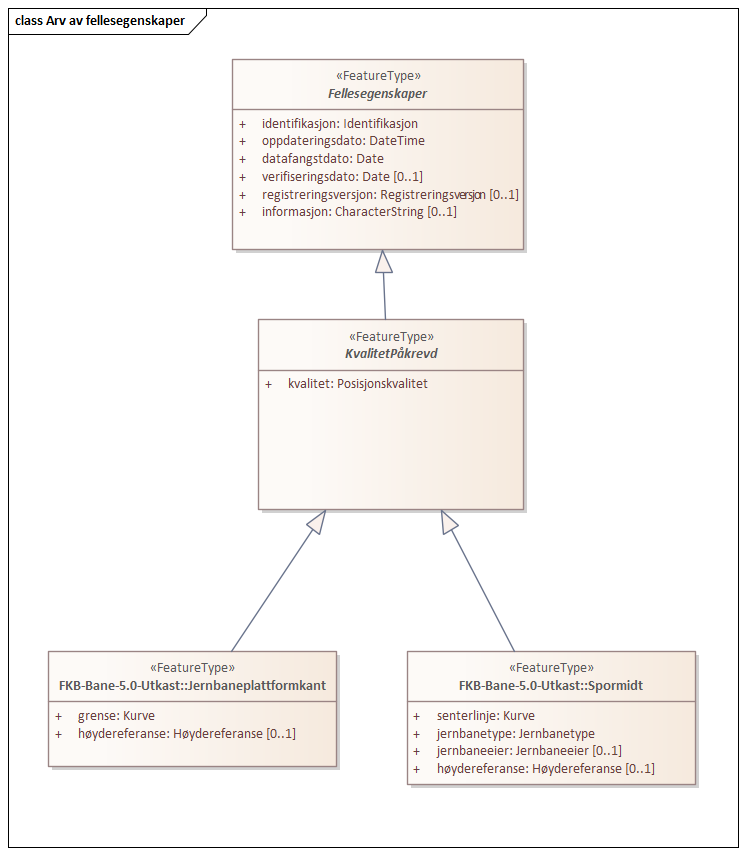 class Arv av fellesegenskaper
«FeatureType»
Fellesegenskaper
+ identifikasjon: Identifikasjon
+ oppdateringsdato: DateTime
+ datafangstdato: Date
+ verifiseringsdato: Date [0..1]
+ registreringsversjon: Registreringsversjon [0..1]
+ informasjon: CharacterString [0..1]
«FeatureType»
KvalitetPåkrevd
+ kvalitet: Posisjonskvalitet
«FeatureType»
FKB-Bane-5.0-Utkast::Jernbaneplattformkant
+ grense: Kurve
+ høydereferanse: Høydereferanse [0..1]
«FeatureType»
FKB-Bane-5.0-Utkast::Spormidt
+ senterlinje: Kurve
+ jernbanetype: Jernbanetype
+ jernbaneeier: Jernbaneeier [0..1]
+ høydereferanse: Høydereferanse [0..1]